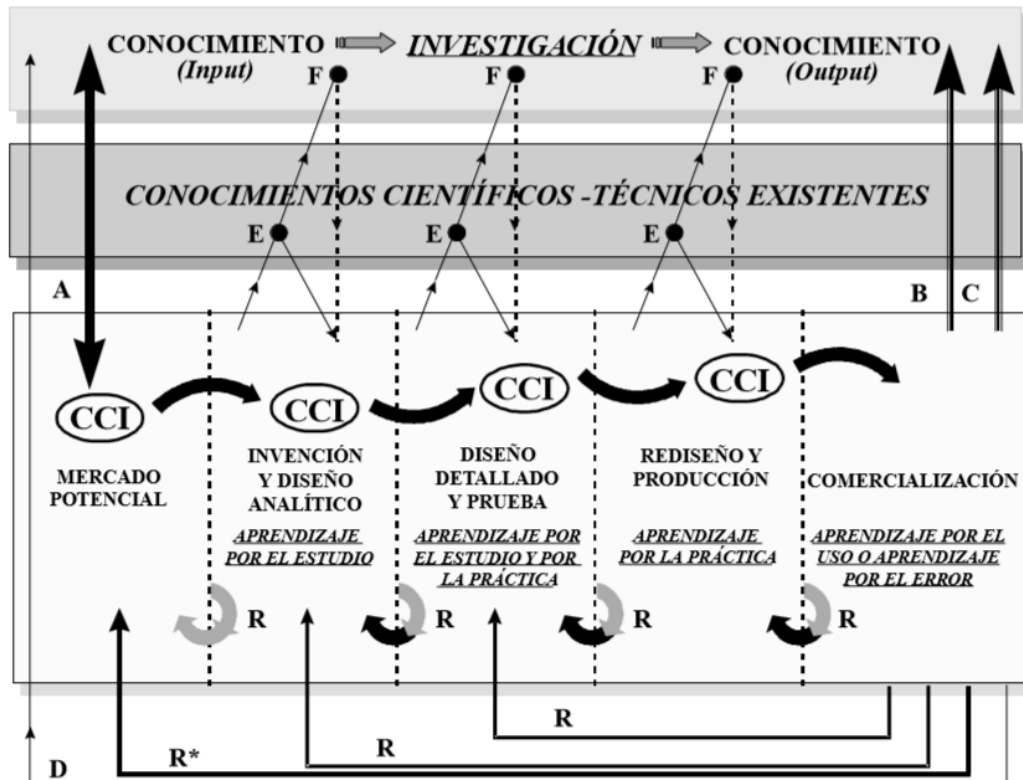 CONOCIMIENTO INVESTIGACIÓN CONOCIMIENTO
(Input) (Output)
F F F
CONOCIMIENTOS CIENTÍFICOS -TÉCNICOS EXISTENTES
E E E
A B C
CCI CCI CCI CCI
MERCADO
POTENCIAL
INVENCIÓN
Y DISEÑO
ANALÍTICO
APRENDIZAJE
POR EL ESTUDIO
DISEÑO
DETALLADO
Y PRUEBA
APRENDIZAJE POR
EL ESTUDIO Y POR
LA PRÁCTICA
REDISEÑO Y
PRODUCCIÓN
APRENDIZAJE
POR LA PRÁCTICA
COMERCIALIZACIÓN
APRENDIZAJE POR EL
USO O APRENDIZAJE
POR EL ERROR
R R R R
R
R
R*
D